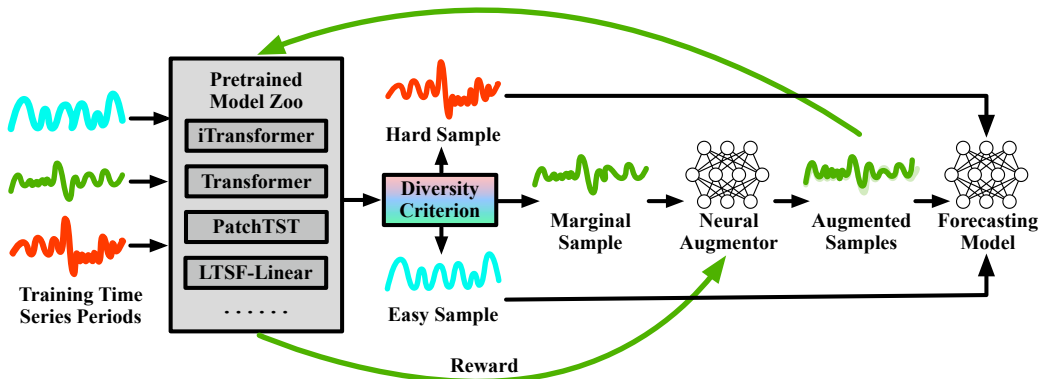 Pretrained
Model Zoo
iTransformer
Transformer
PatchTST
LTSF-Linear
......
Training Time
Series Periods
Hard Sample
Diversity
Criterion
Easy Sample
Marginal
Sample
Neural
Augmentor
Augmented
Samples
Forecasting
Model
Reward